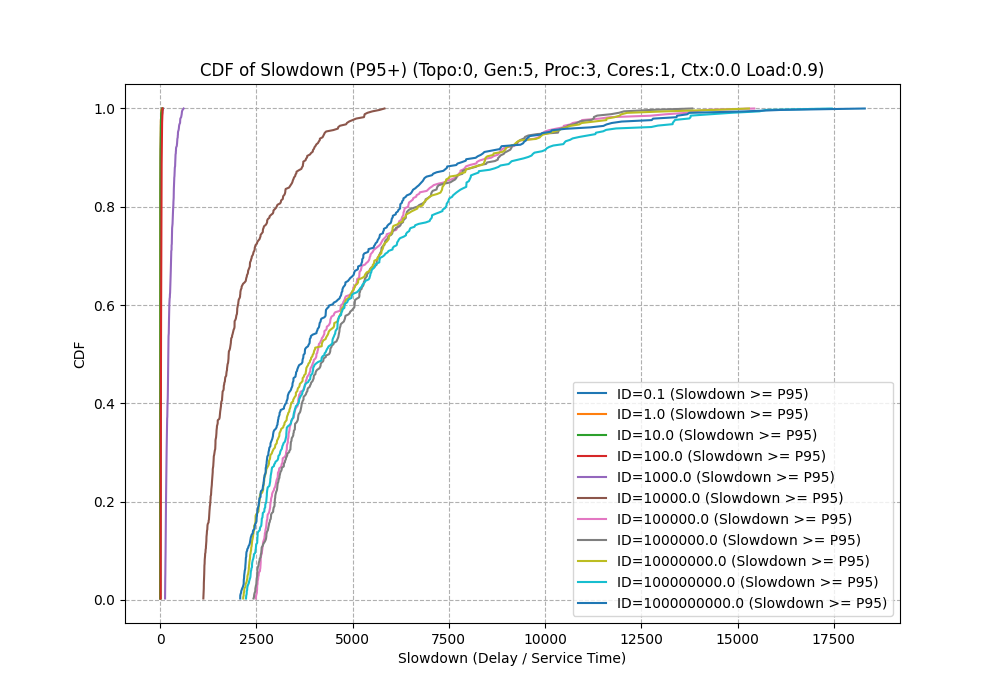 CDF of Slowdown (P95+) (Topo:0, Gen:5, Proc:3, Cores:1, Ctx:0.0 Load:0.9)
1.0
0.8
0.6
0.4
0.2
0.0
CDF
ID=0.1 (Slowdown >= P95)
ID=1.0 (Slowdown >= P95)
ID=10.0 (Slowdown >= P95)
ID=100.0 (Slowdown >= P95)
ID=1000.0 (Slowdown >= P95)
ID=10000.0 (Slowdown >= P95)
ID=100000.0 (Slowdown >= P95)
ID=1000000.0 (Slowdown >= P95)
ID=10000000.0 (Slowdown >= P95)
ID=100000000.0 (Slowdown >= P95)
ID=1000000000.0 (Slowdown >= P95)
0 2500 5000 7500 10000 12500 15000 17500
Slowdown (Delay / Service Time)